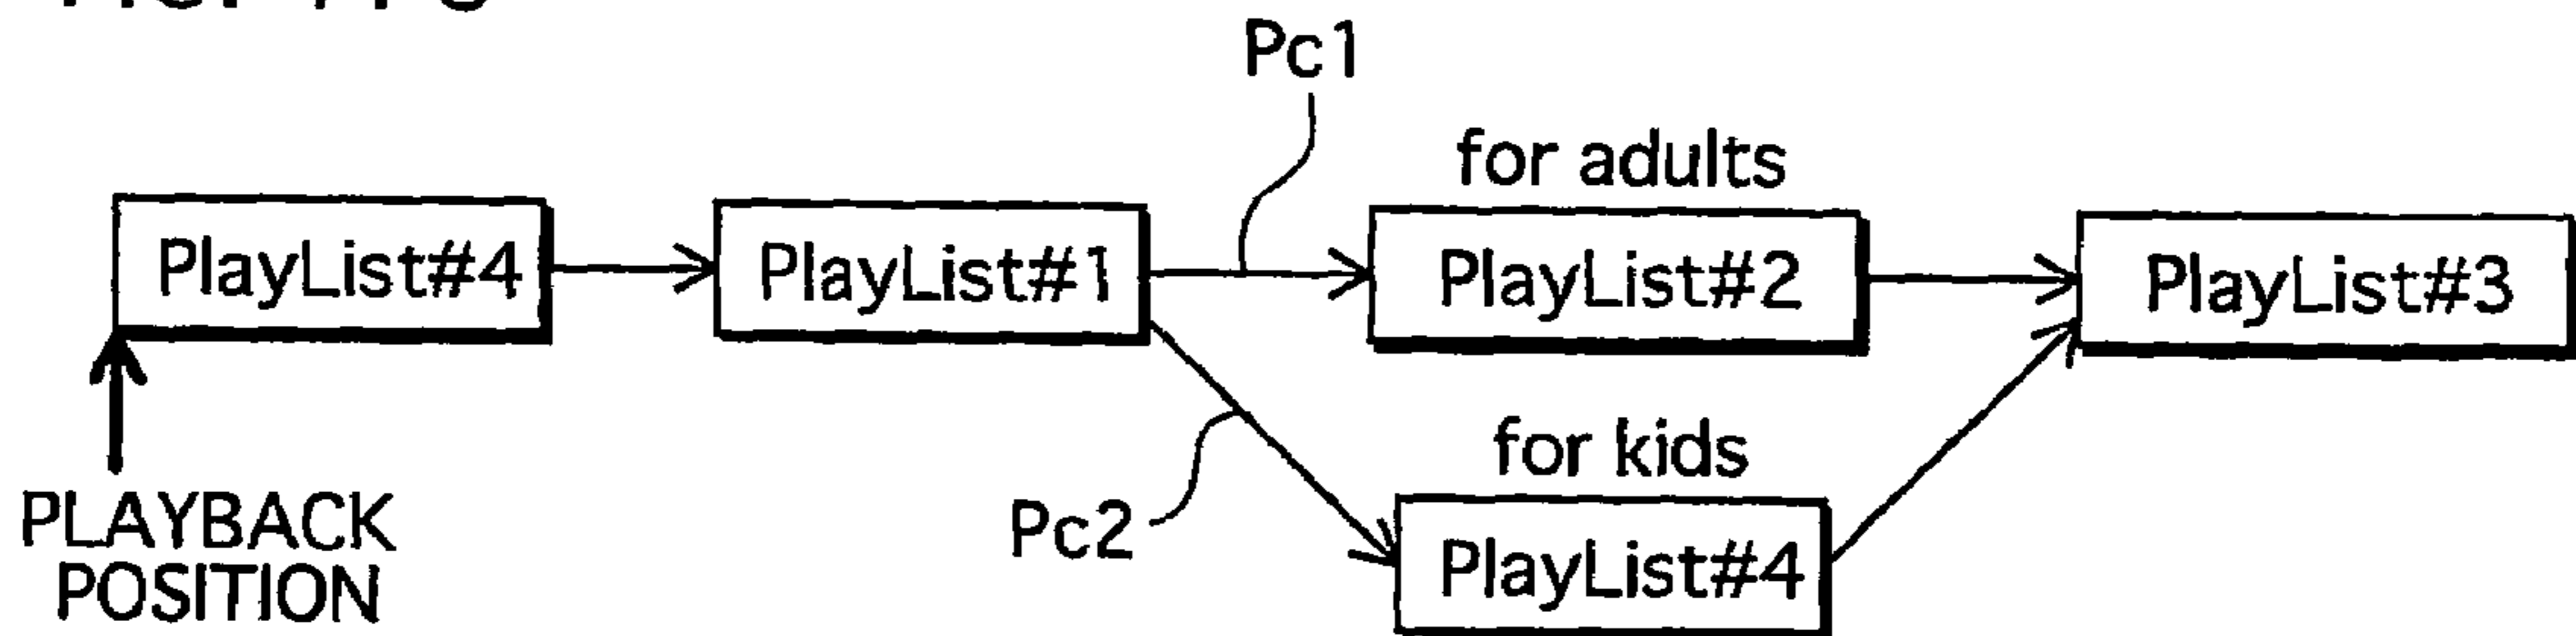 Pc1
for adults
PlayList#4
PlayList#1
PlayList#2
PlayList#3
for kids
Pc2
PlayList#4
PLAYBACK
POSITION